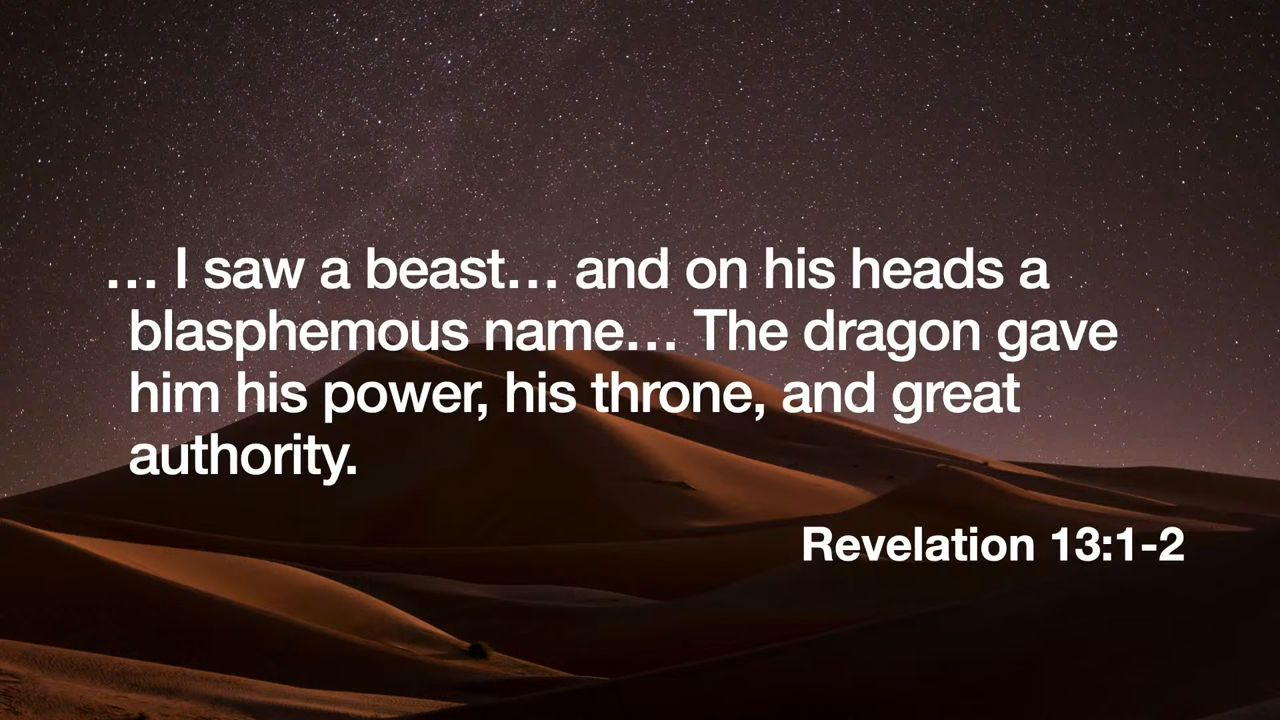 … I saw a beast… and on his heads a
blasphemous name… The dragon gave
him his power, his throne, and great
authority.
Revelation 13:1-2